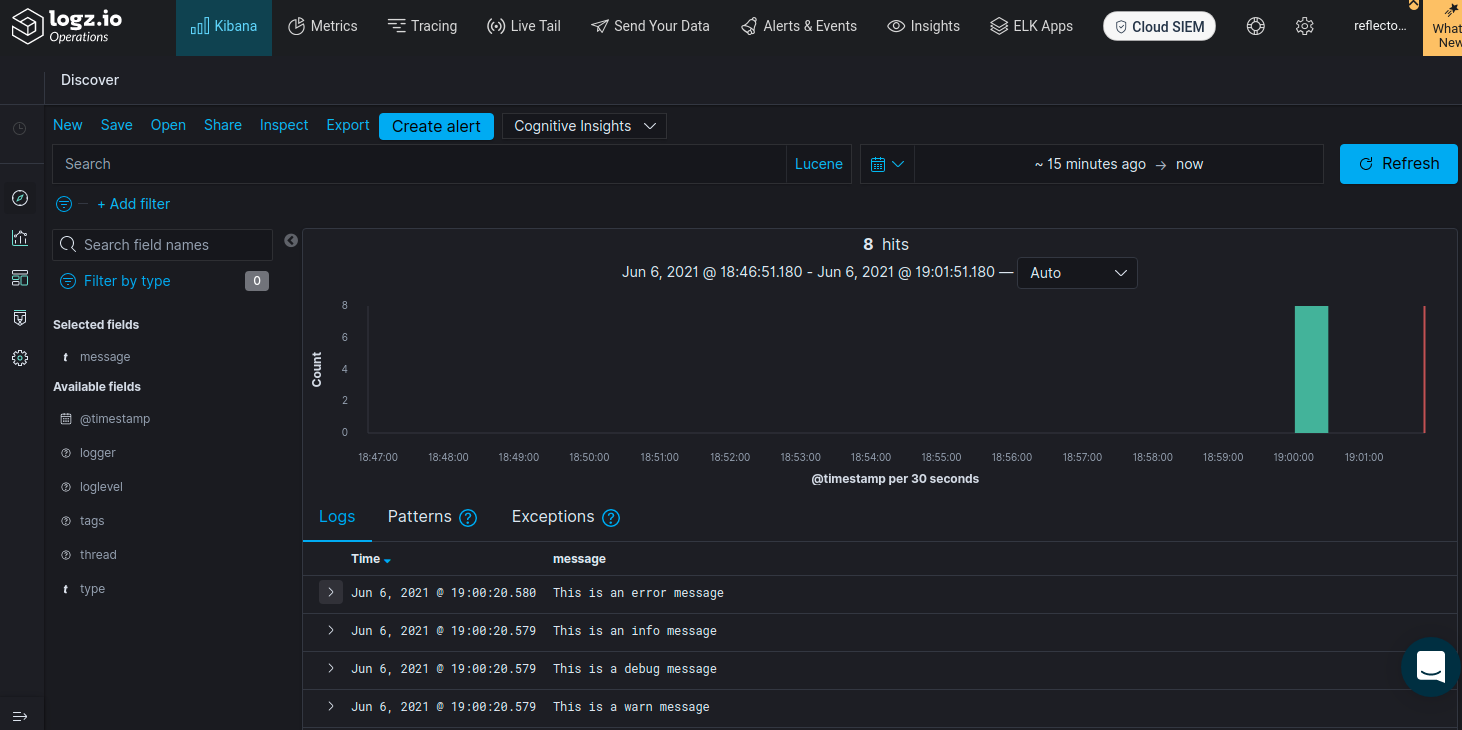 logz.io
Operations
Kibana Metrics Tracing Live Tail Send Your Data Alerts & Events Insights ELK Apps Cloud SIEM reflecto...
What
New
Discover
New Save Open Share Inspect Export Create alert Cognitive Insights
Search Lucene ~ 15 minutes ago → now Refresh
+ Add filter
Search field names
Filter by type 0
Selected fields
t message
Available fields
@timestamp
logger
loglevel
tags
thread
t type
8 hits
Jun 6, 2021 @ 18:46:51.180 - Jun 6, 2021 @ 19:01:51.180 — Auto
8
6
4
2
0
Count
18:47:00 18:48:00 18:49:00 18:50:00 18:51:00 18:52:00 18:53:00 18:54:00 18:55:00 18:56:00 18:57:00 18:58:00 18:59:00 19:00:00 19:01:00
@timestamp per 30 seconds
Logs Patterns ? Exceptions ?
Time message
Jun 6, 2021 @ 19:00:20.580 This is an error message
Jun 6, 2021 @ 19:00:20.579 This is an info message
Jun 6, 2021 @ 19:00:20.579 This is a debug message
Jun 6, 2021 @ 19:00:20.579 This is a warn message